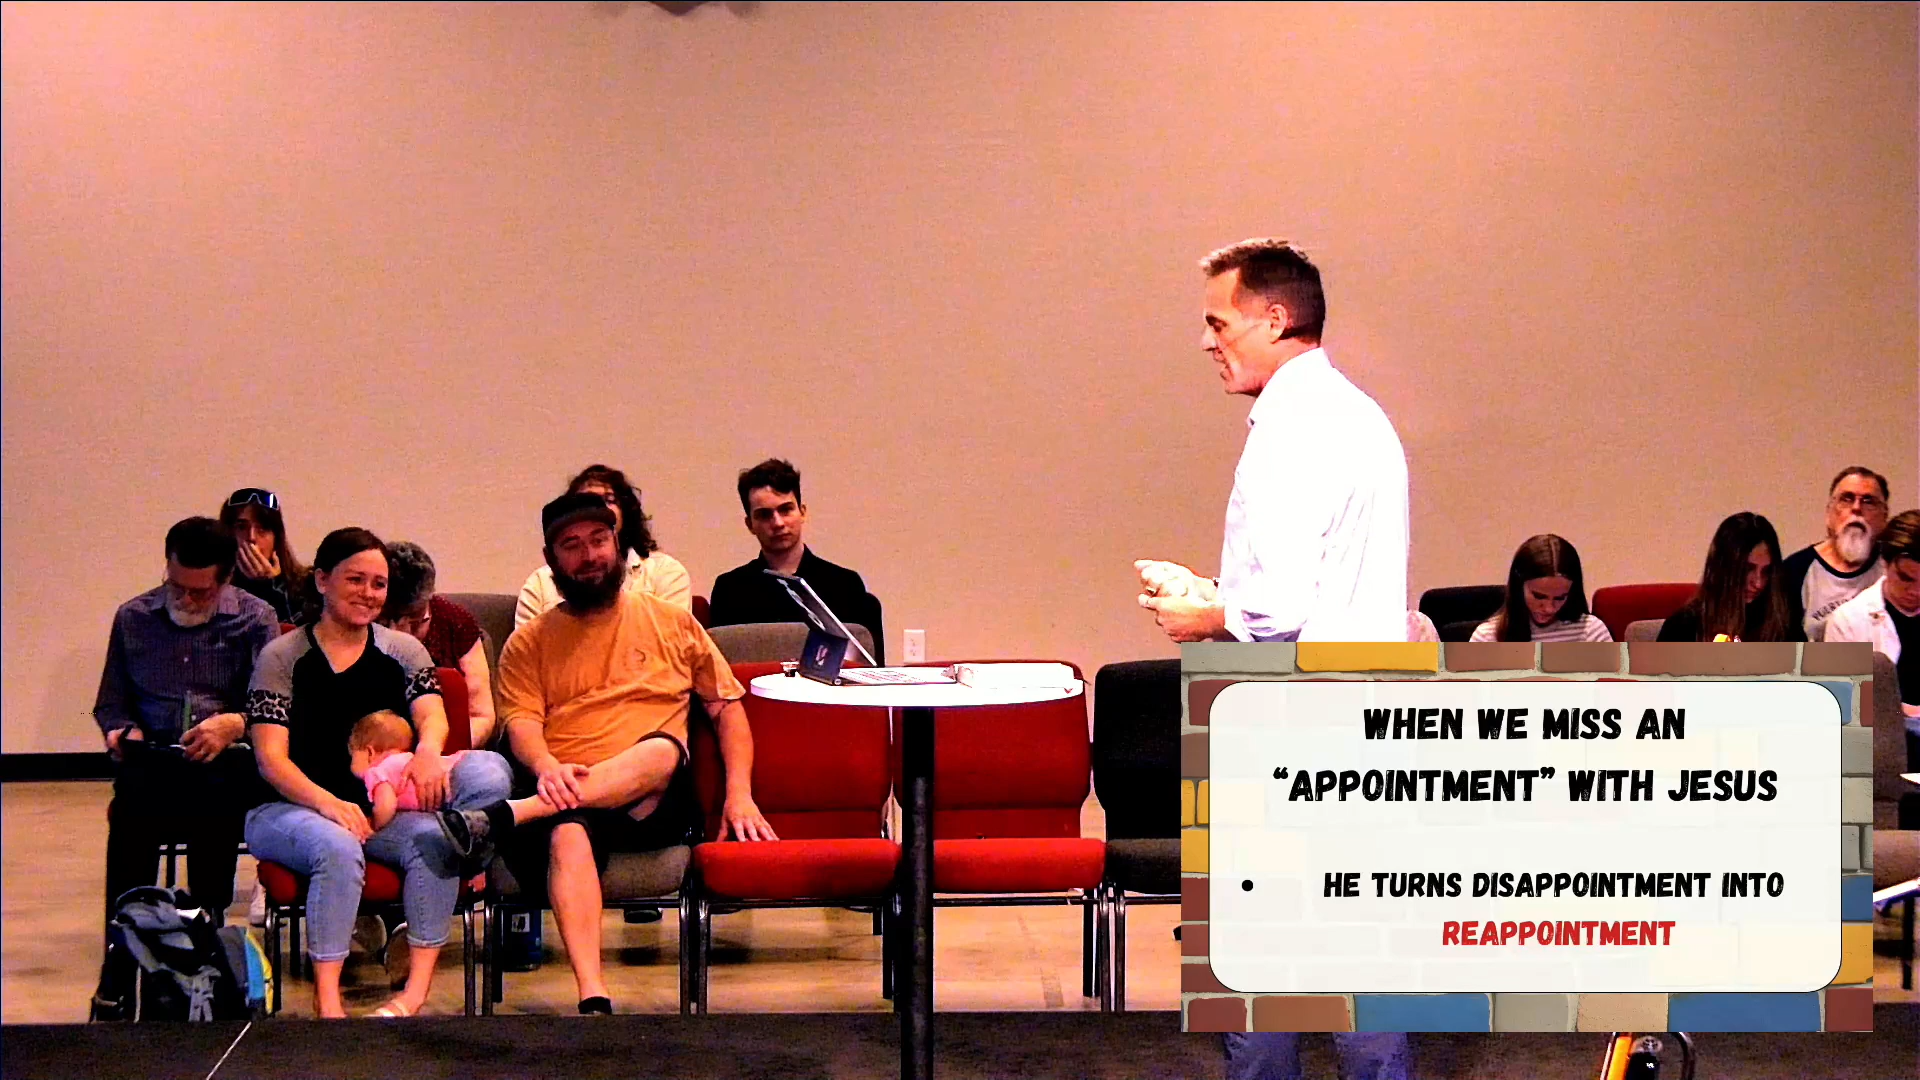 WHEN WE MISS AN
“APPOINTMENT” WITH JESUS
• HE TURNS DISAPPOINTMENT INTO
REAPPOINTMENT